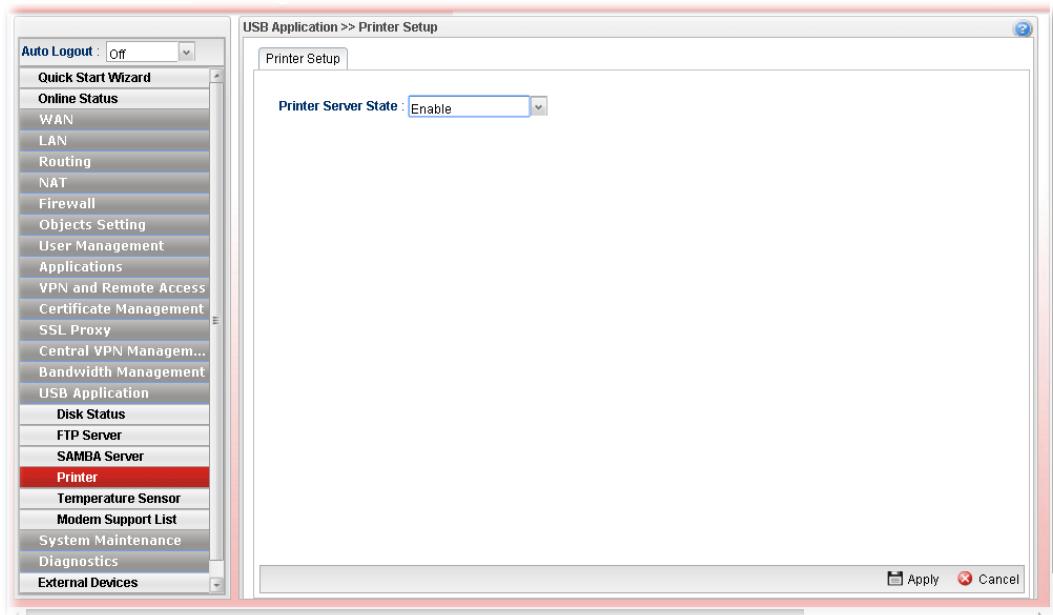 USB Application >> Printer Setup
Auto Logout : Off
Printer Setup
Quick Start Wizard
Online Status
WAN
LAN
Routing
NAT
Firewall
Objects Setting
User Management
Applications
VPN and Remote Access
Certificate Management
SSL Proxy
Central VPN Managem...
Bandwidth Management
USB Application
Disk Status
FTP Server
SAMBA Server
Printer
Temperature Sensor
Modem Support List
System Maintenance
Diagnostics
External Devices
Printer Server State : Enable
Apply
Cancel